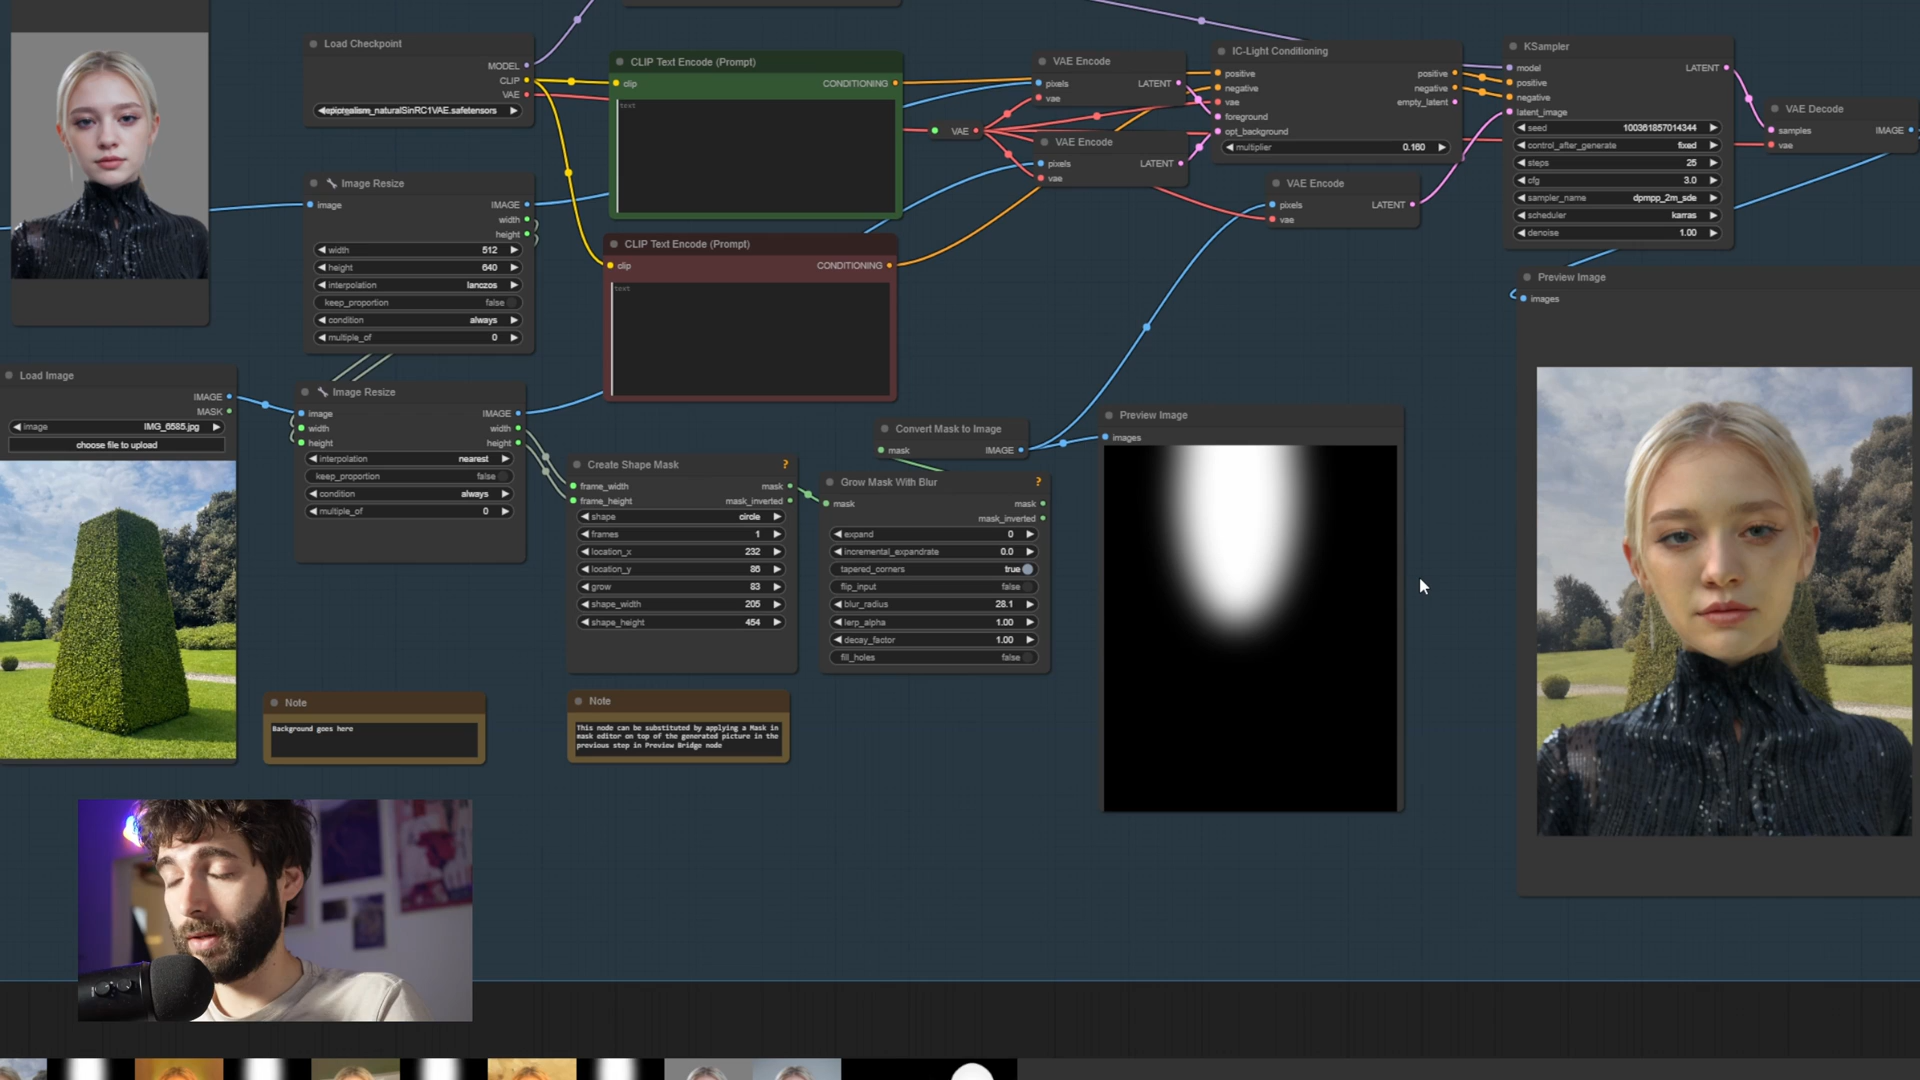 Load Checkpoint
MODEL
CLIP
VAE
epicrealism_naturalSinRC1VAE.safetensors
Image Resize
image
IMAGE
width
height
width 512
height 640
interpolation lanczos
keep_proportion false
condition always
multiple_of 0
Load Image
IMAGE
MASK
image IMG_6585.jpg
choose file to upload
Image Resize
image
IMAGE
width
width
height
height
interpolation nearest
keep_proportion false
condition always
multiple_of 0
Note
Background goes here
CLIP Text Encode (Prompt)
clip
CONDITIONING
text
CLIP Text Encode (Prompt)
clip
CONDITIONING
text
Create Shape Mask ?
frame_width
mask
frame_height
mask_inverted
shape circle
frames 1
location_x 232
location_y 86
grow 83
shape_width 205
shape_height 454
Note
This node can be substituted by applying a Mask in
mask editor on top of the generated picture in the
previous step in Preview Bridge node
Convert Mask to Image
mask
IMAGE
Grow Mask With Blur ?
mask
mask
mask_inverted
expand 0
incremental_expandrate 0.0
tapered_corners true
flip_input false
blur_radius 28.1
lerp_alpha 1.00
decay_factor 1.00
fill_holes false
VAE
VAE Encode
pixels
LATENT
vae
VAE Encode
pixels
LATENT
vae
IC-Light Conditioning
positive
positive
negative
negative
vae
empty_latent
foreground
opt_background
multiplier 0.160
VAE Encode
pixels
LATENT
vae
Preview Image
images
KSampler
model
LATENT
positive
negative
latent_image
seed 100361857014344
control_after_generate fixed
steps 25
cfg 3.0
sampler_name dpmpp_2m_sde
scheduler karras
denoise 1.00
VAE Decode
samples
IMAGE
vae
Preview Image
images